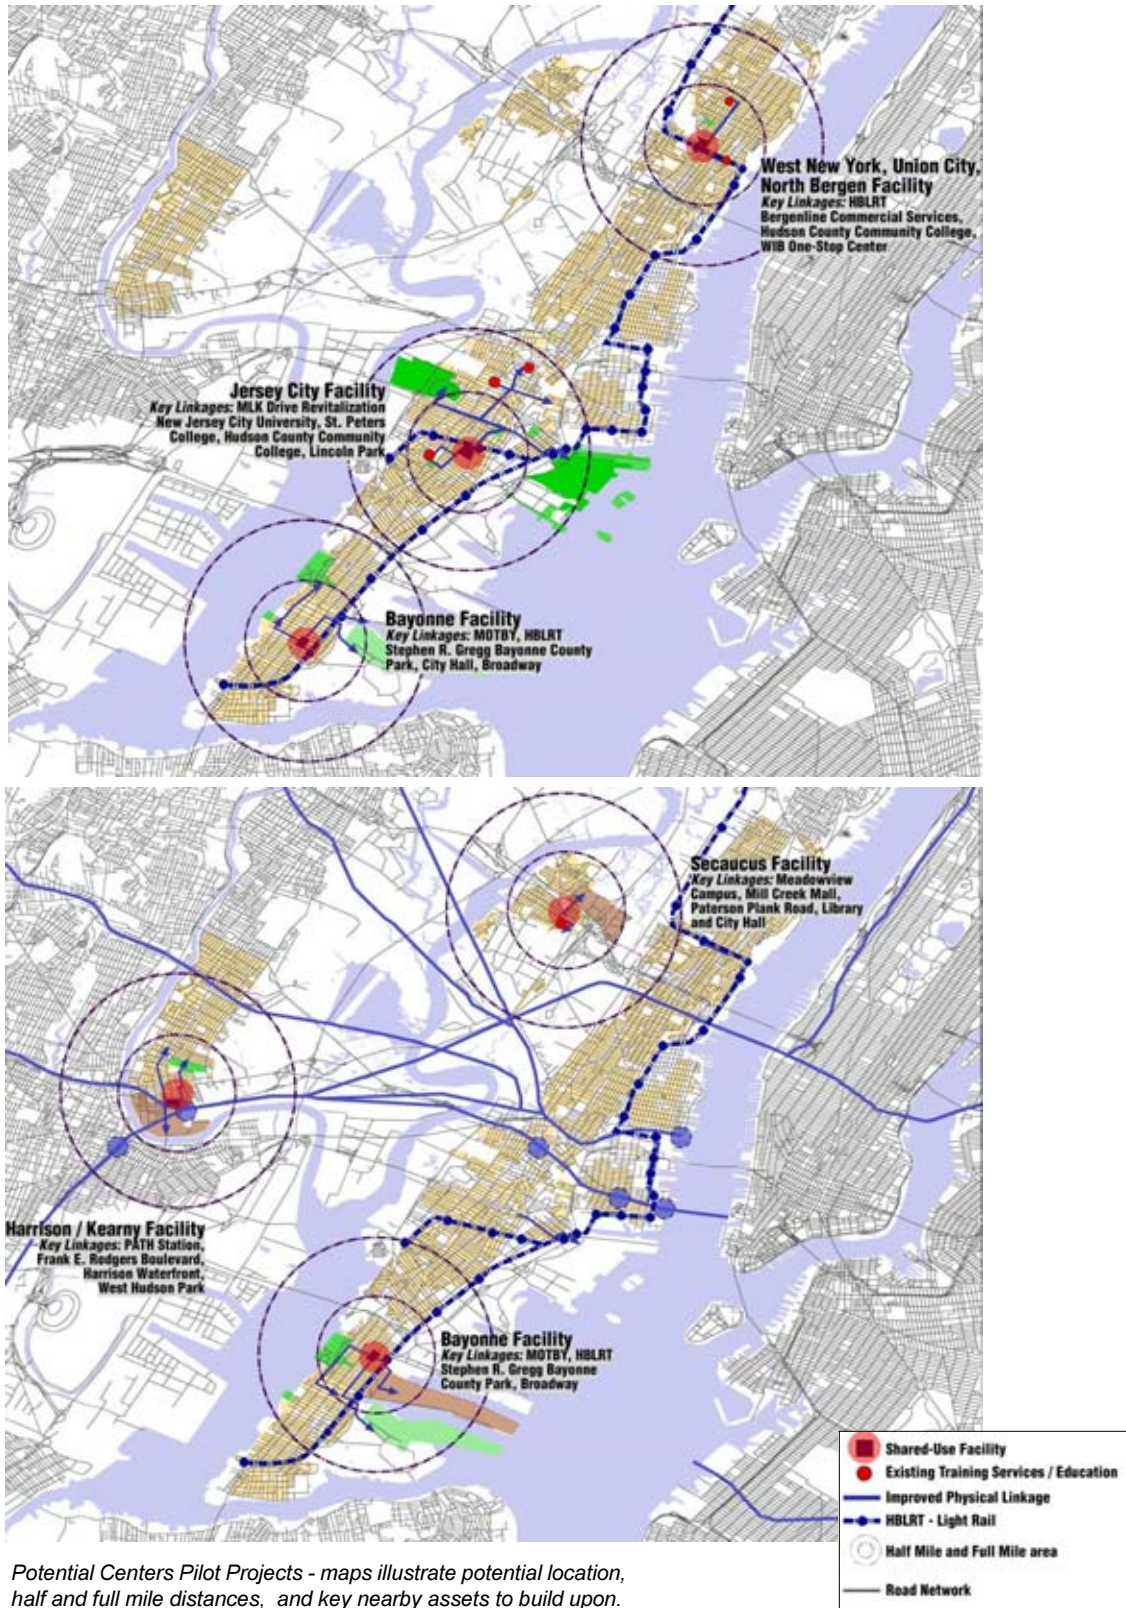 West New York, Union City,
North Bergen Facility
Key Linkages: HBLRT
Bergenline Commercial Services,
Hudson County Community College,
WIB One-Stop Center
Jersey City Facility
Key Linkages: MLK Drive Revitalization
New Jersey City University, St. Peters
College, Hudson County Community
College, Lincoln Park
Bayonne Facility
Key Linkages: MOTBY, HBLRT
Stephen R. Gregg Bayonne County
Park, City Hall, Broadway
Secaucus Facility
Key Linkages: Meadowview
Campus, Mill Creek Mall,
Paterson Plank Road, Library
and City Hall
Harrison / Kearny Facility
Key Linkages: PATH Station,
Frank E. Rodgers Boulevard,
Harrison Waterfront,
West Hudson Park
Bayonne Facility
Key Linkages: MOTBY, HBLRT
Stephen R. Gregg Bayonne
County Park, Broadway
Shared-Use Facility
Existing Training Services / Education
Improved Physical Linkage
HBLRT - Light Rail
Half Mile and Full Mile area
Road Network
Potential Centers Pilot Projects - maps illustrate potential location,
half and full mile distances, and key nearby assets to build upon.